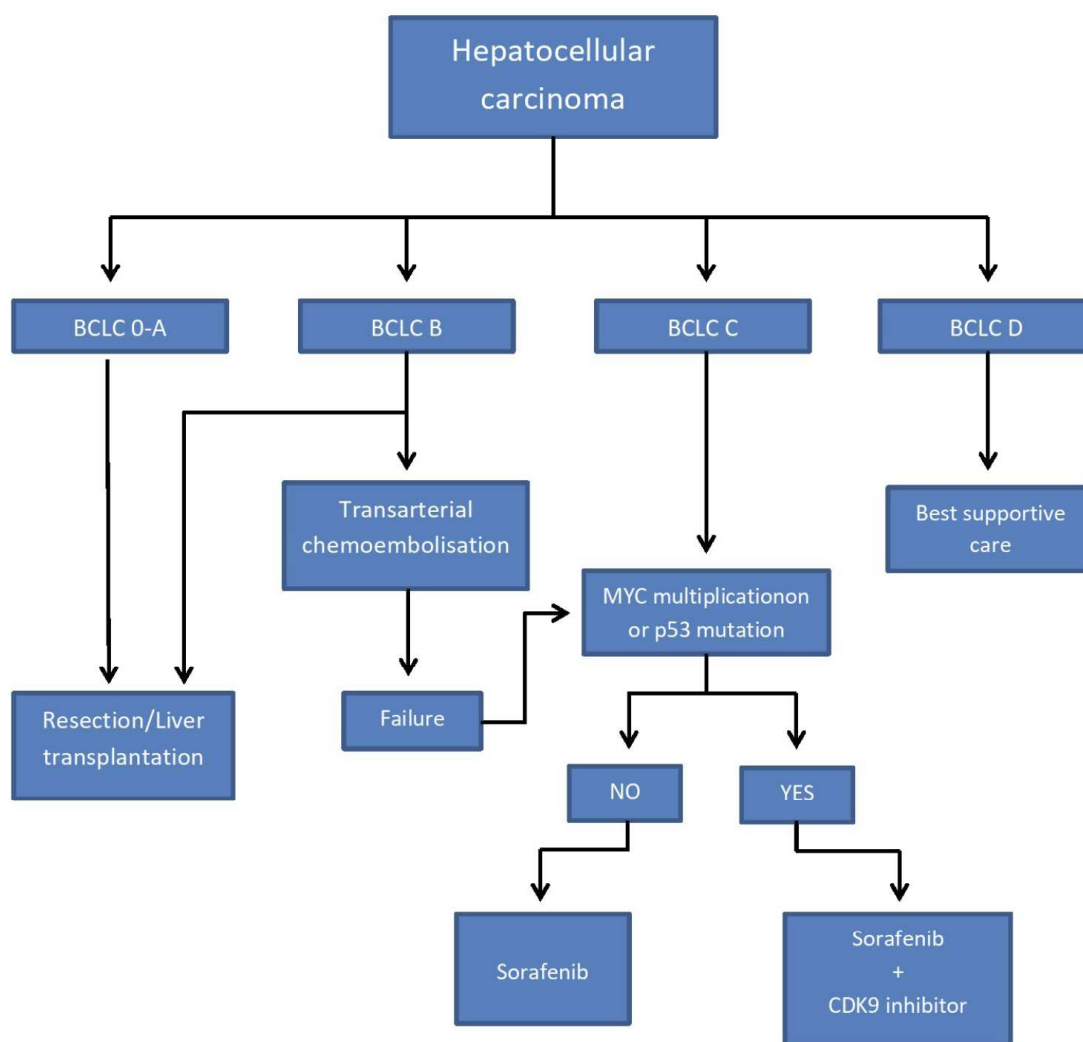 Hepatocellular
carcinoma
BCLC 0-A
BCLC B
BCLC C
BCLC D
Transarterial
chemoembolisation
Best supportive
care
MYC multiplicationon
or p53 mutation
Resection/Liver
transplantation
Failure
NO
YES
Sorafenib
Sorafenib
+
CDK9 inhibitor